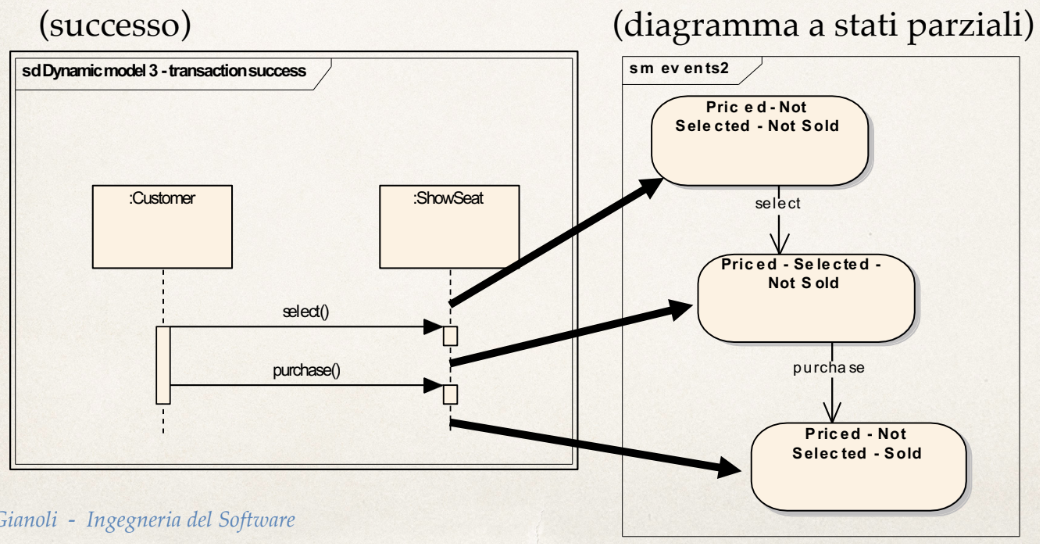 (successo)
(diagramma a stati parziali)
sd Dynamic model 3 - transaction success
:Customer
:ShowSeat
select()
purchase()
sm events2
Priced - Not
Selected - Not Sold
select
Priced - Selected -
Not Sold
purchase
Priced - Not
Selected - Sold
Gianoli - Ingegneria del Software